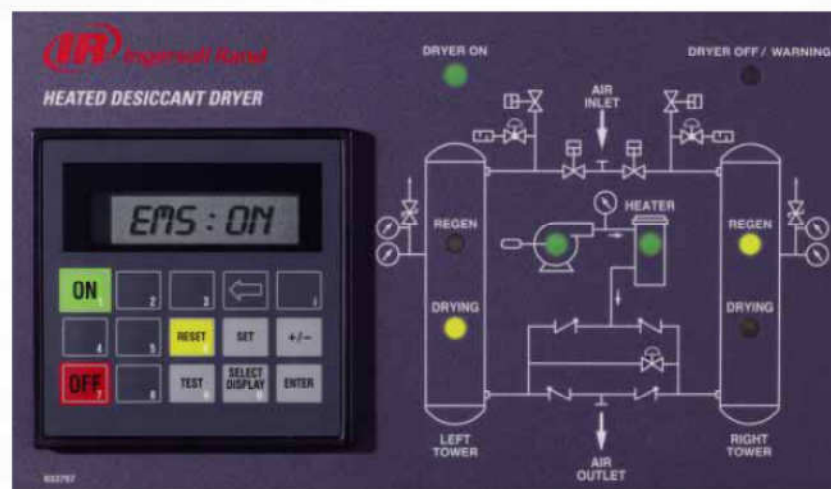 IR Ingersoll Rand
HEATED DESICCANT DRYER
EMS: ON
ON 1
2
3
4
5
RESET 6
SET
+/-
OFF 7
8
TEST 9
SELECT
DISPLAY 0
ENTER
DRYER ON
DRYER OFF / WARNING
AIR
INLET
REGEN
HEATER
REGEN
DRYING
DRYING
LEFT
TOWER
AIR
OUTLET
RIGHT
TOWER